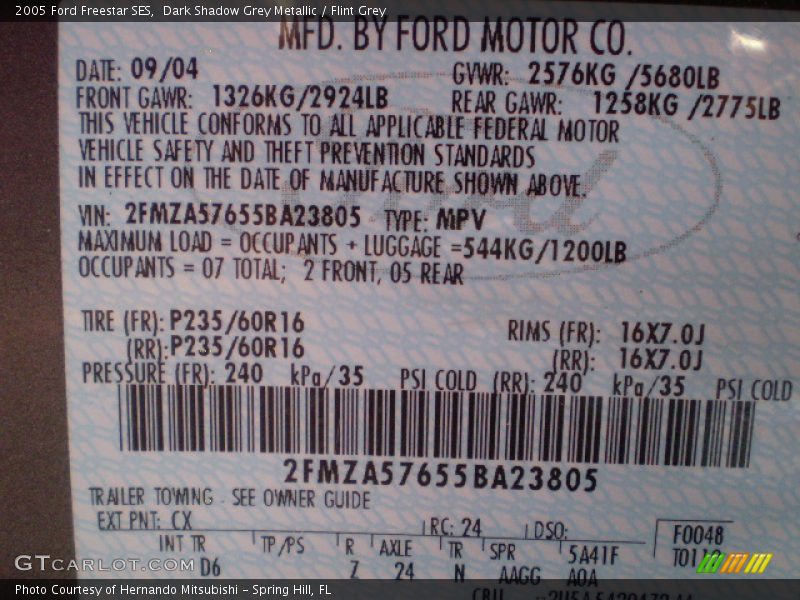 2005 Ford Freestar SES, Dark Shadow Grey Metallic / Flint Grey
MFD. BY FORD MOTOR CO.
DATE: 09/04 GVWR: 2576KG /5680LB
FRONT GAWR: 1326KG/2924LB REAR GAWR: 1258KG /2775LB
THIS VEHICLE CONFORMS TO ALL APPLICABLE FEDERAL MOTOR
VEHICLE SAFETY AND THEFT PREVENTION STANDARDS
IN EFFECT ON THE DATE OF MANUFACTURE SHOWN ABOVE.
VIN: 2FMZA57655BA23805 TYPE: MPV
MAXIMUM LOAD = OCCUPANTS + LUGGAGE =544KG/1200LB
OCCUPANTS = 07 TOTAL; 2 FRONT, 05 REAR
TIRE (FR): P235/60R16 RIMS (FR): 16X7.0J
(RR): P235/60R16 (RR): 16X7.0J
PRESSURE (FR): 240 kPa/35 PSI COLD (RR): 240 kPa/35 PSI COLD
2FMZA57655BA23805
TRAILER TOWING - SEE OWNER GUIDE
EXT PNT: CX RC: 24 DSO: F0048
INT TR TP/PS R AXLE TR SPR 5A41F
D6 Z 24 N AAGG AOA
GTCARLOT.COM
Photo Courtesy of Hernando Mitsubishi - Spring Hill, FL